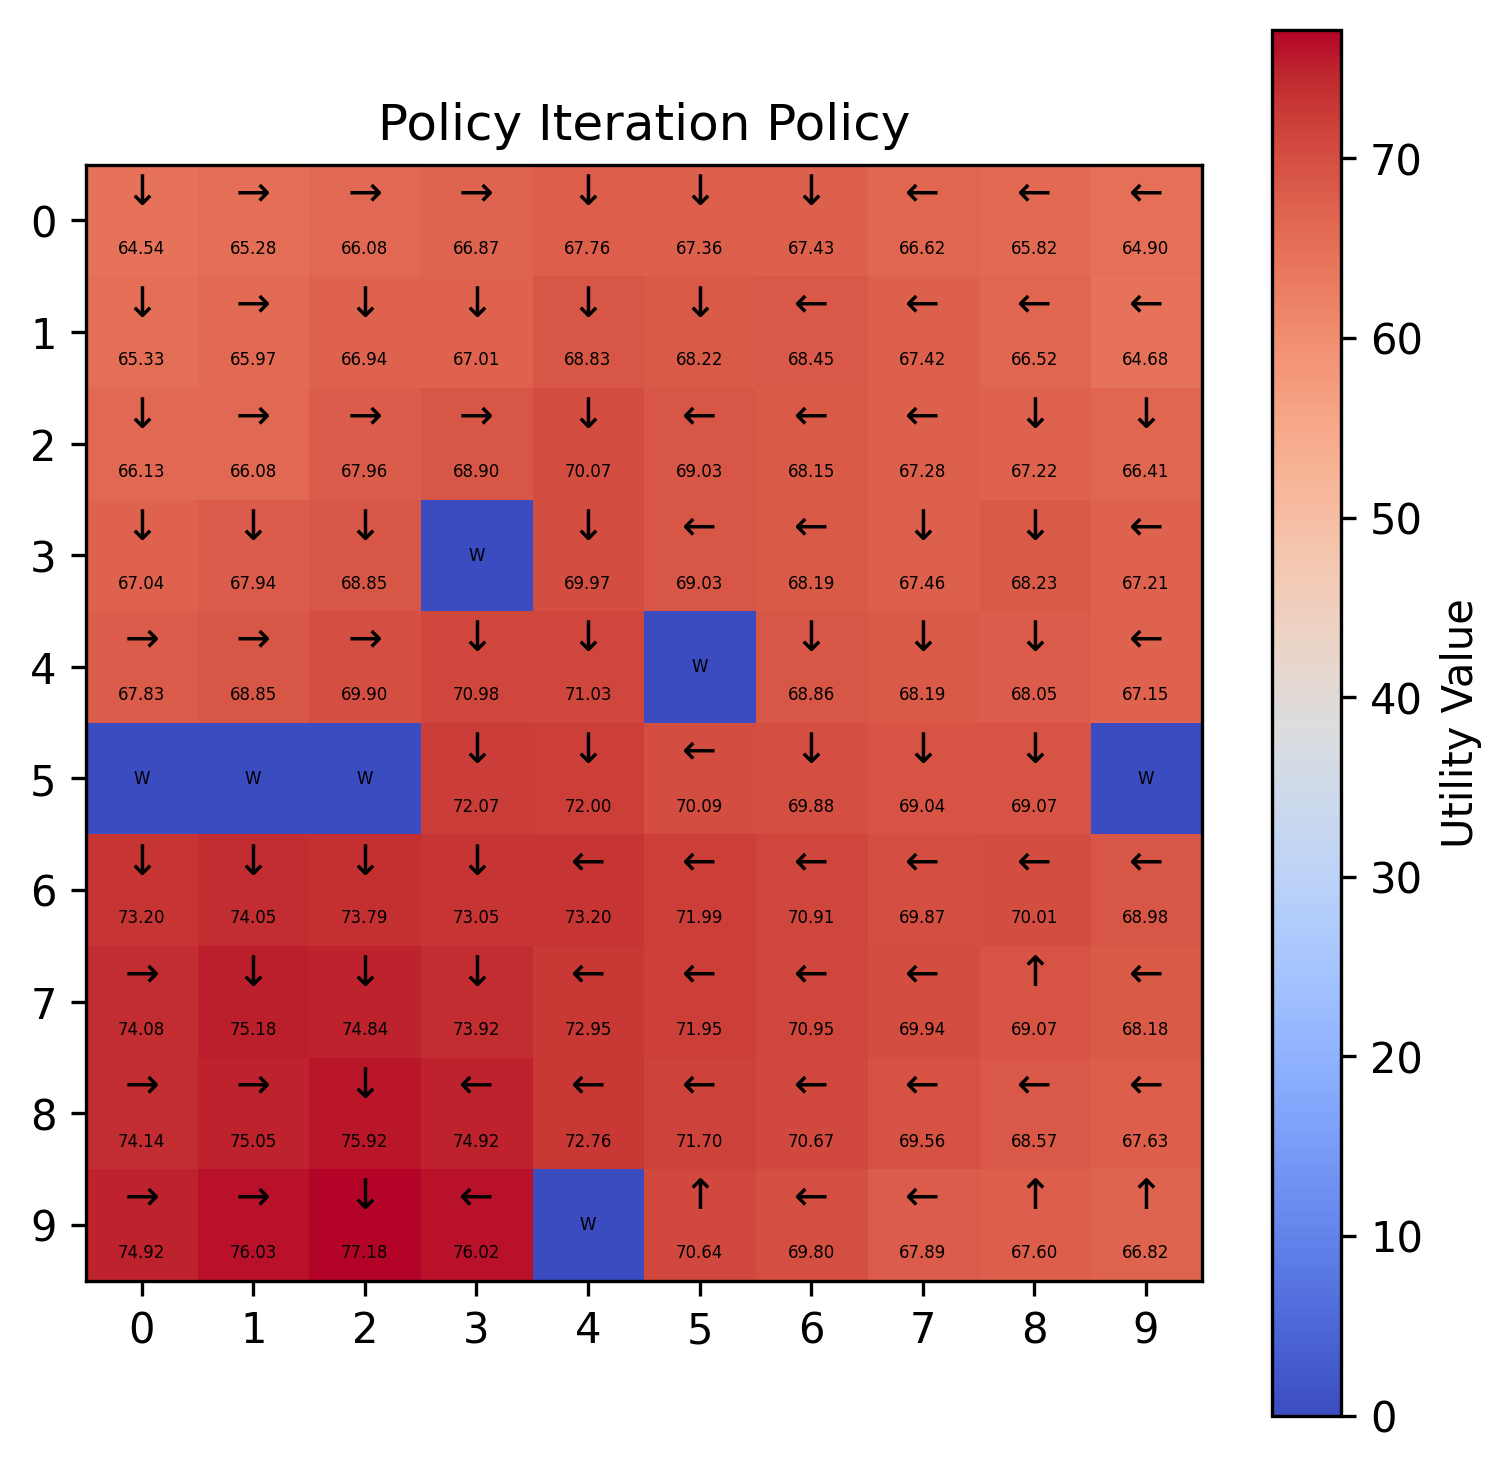 Policy Iteration Policy
↓ → → → ↓ ↓ ↓ ← ← ←
0 64.54 65.28 66.08 66.87 67.76 67.36 67.43 66.62 65.82 64.90
↓ → ↓ ↓ ↓ ↓ ← ← ← ←
1 65.33 65.97 66.94 67.01 68.83 68.22 68.45 67.42 66.52 64.68
↓ → → → ↓ ← ← ← ↓ ↓
2 66.13 66.08 67.96 68.90 70.07 69.03 68.15 67.28 67.22 66.41
↓ ↓ ↓ ↓ ← ← ↓ ↓ ←
3 67.04 67.94 68.85 W 69.97 69.03 68.19 67.46 68.23 67.21
→ → → ↓ ↓ ↓ ↓ ↓ ←
4 67.83 68.85 69.90 70.98 71.03 W 68.86 68.19 68.05 67.15
↓ ↓ ← ↓ ↓ ↓
5 W W W 72.07 72.00 70.09 69.88 69.04 69.07 W
↓ ↓ ↓ ↓ ← ← ← ← ← ←
6 73.20 74.05 73.79 73.05 73.20 71.99 70.91 69.87 70.01 68.98
→ ↓ ↓ ↓ ← ← ← ← ↑ ←
7 74.08 75.18 74.84 73.92 72.95 71.95 70.95 69.94 69.07 68.18
→ → ↓ ← ← ← ← ← ← ←
8 74.14 75.05 75.92 74.92 72.76 71.70 70.67 69.56 68.57 67.63
→ → ↓ ← ↑ ← ← ↑ ↑
9 74.92 76.03 77.18 76.02 W 70.64 69.80 67.89 67.60 66.82
0 1 2 3 4 5 6 7 8 9
70
60
50
40
30
20
10
0
Utility Value